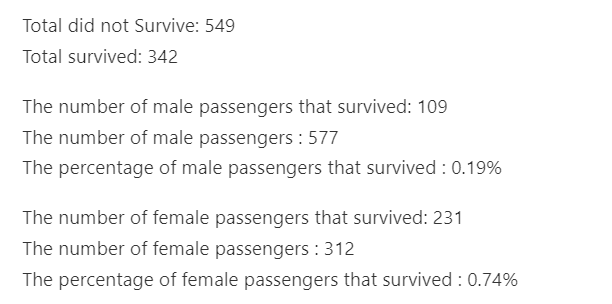 Total did not Survive: 549
Total survived: 342
The number of male passengers that survived: 109
The number of male passengers : 577
The percentage of male passengers that survived : 0.19%
The number of female passengers that survived: 231
The number of female passengers : 312
The percentage of female passengers that survived : 0.74%